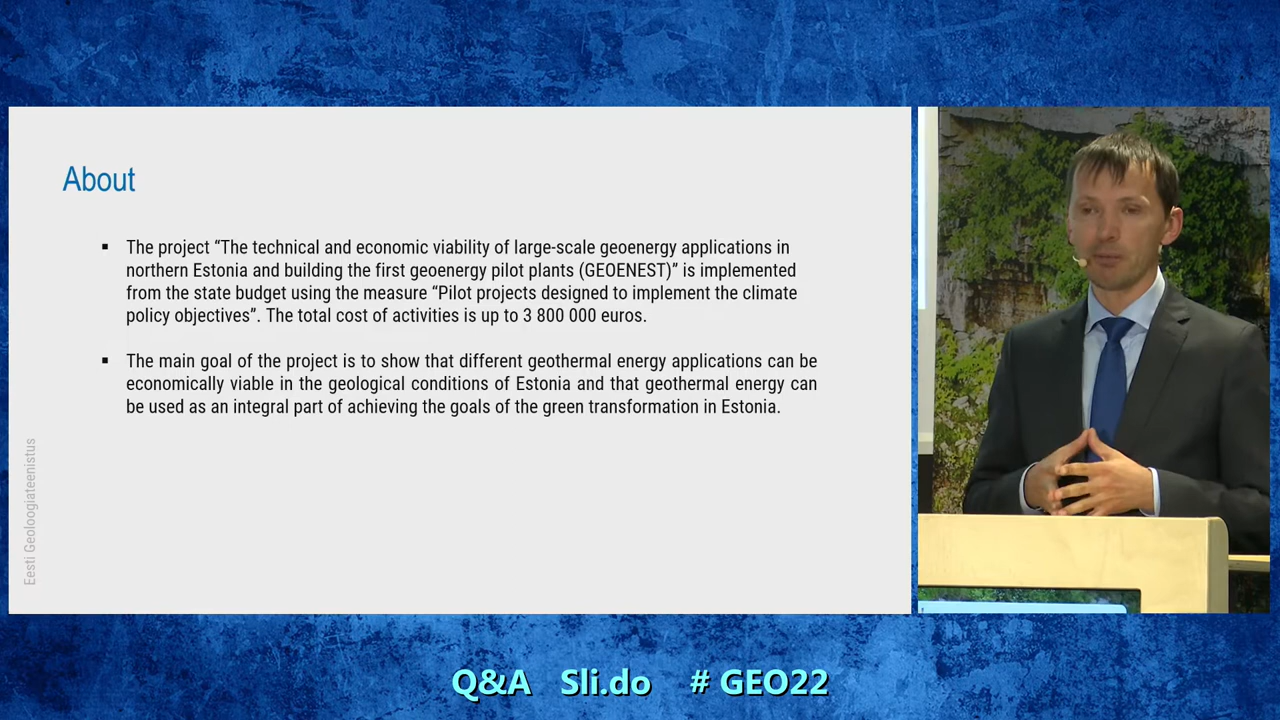 About
▪ The project “The technical and economic viability of large-scale geoenergy applications in
northern Estonia and building the first geoenergy pilot plants (GEOENEST)” is implemented
from the state budget using the measure “Pilot projects designed to implement the climate
policy objectives”. The total cost of activities is up to 3 800 000 euros.
▪ The main goal of the project is to show that different geothermal energy applications can be
economically viable in the geological conditions of Estonia and that geothermal energy can
be used as an integral part of achieving the goals of the green transformation in Estonia.
Eesti Geoloogiateenistus
Q&A Sli.do # GEO22